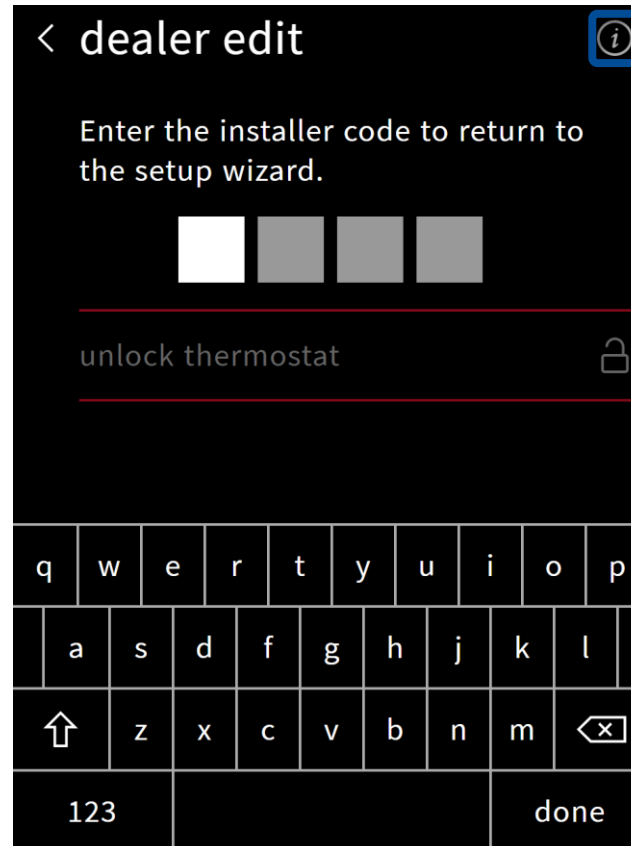 dealer edit
i
Enter the installer code to return to
the setup wizard.
unlock thermostat
q w e r t y u i o p
a s d f g h j k l
z x c v b n m
123 done